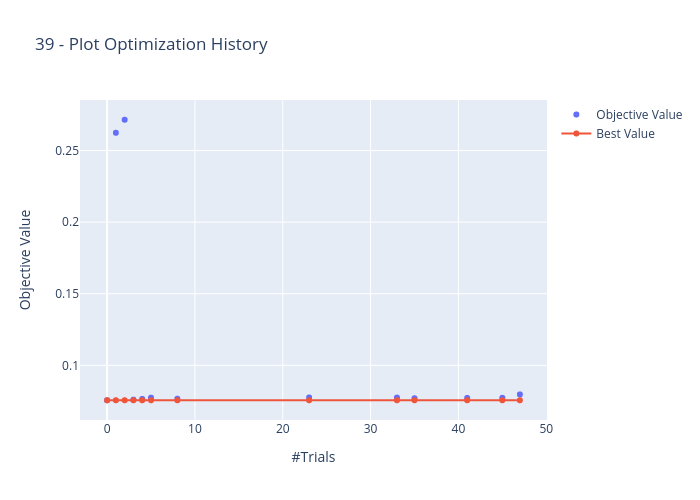 39 - Plot Optimization History
Objective Value
Best Value
0.25
0.2
0.15
0.1
Objective Value
0
10
20
30
40
50
#Trials